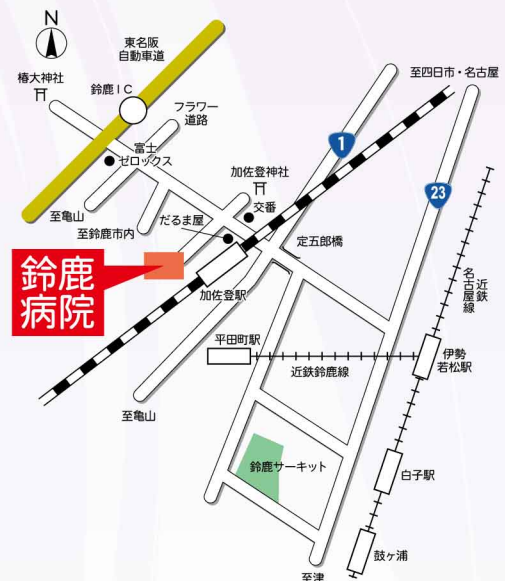 N
東名阪
自動車道
椿大神社
鈴鹿IC
フラワー
道路
富士
ゼロックス
至四日市・名古屋
1
23
加佐登神社
交番
至亀山
至鈴鹿市内
だるま屋
定五郎橋
鈴鹿
病院
加佐登駅
近鉄
名古屋線
平田町駅
近鉄鈴鹿線
伊勢
若松駅
至亀山
鈴鹿サーキット
白子駅
鼓ヶ浦
至津